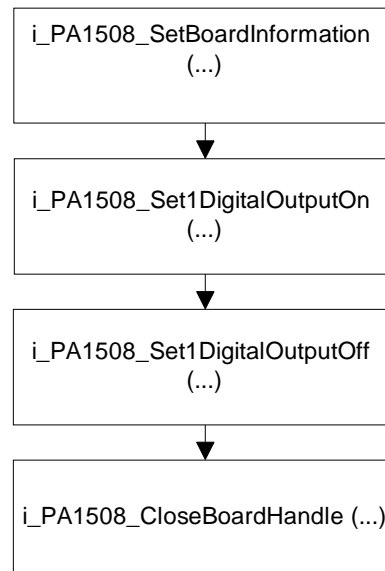 i_PA1508_SetBoardInformation
(...)
i_PA1508_Set1DigitalOutputOn
(...)
i_PA1508_Set1DigitalOutputOff
(...)
i_PA1508_CloseBoardHandle (...)